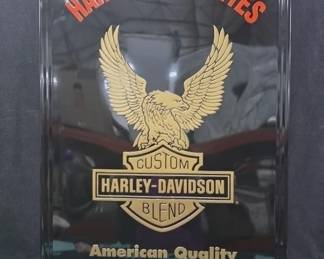 CUSTOM
HARLEY-DAVIDSON
BLEND
American Quality